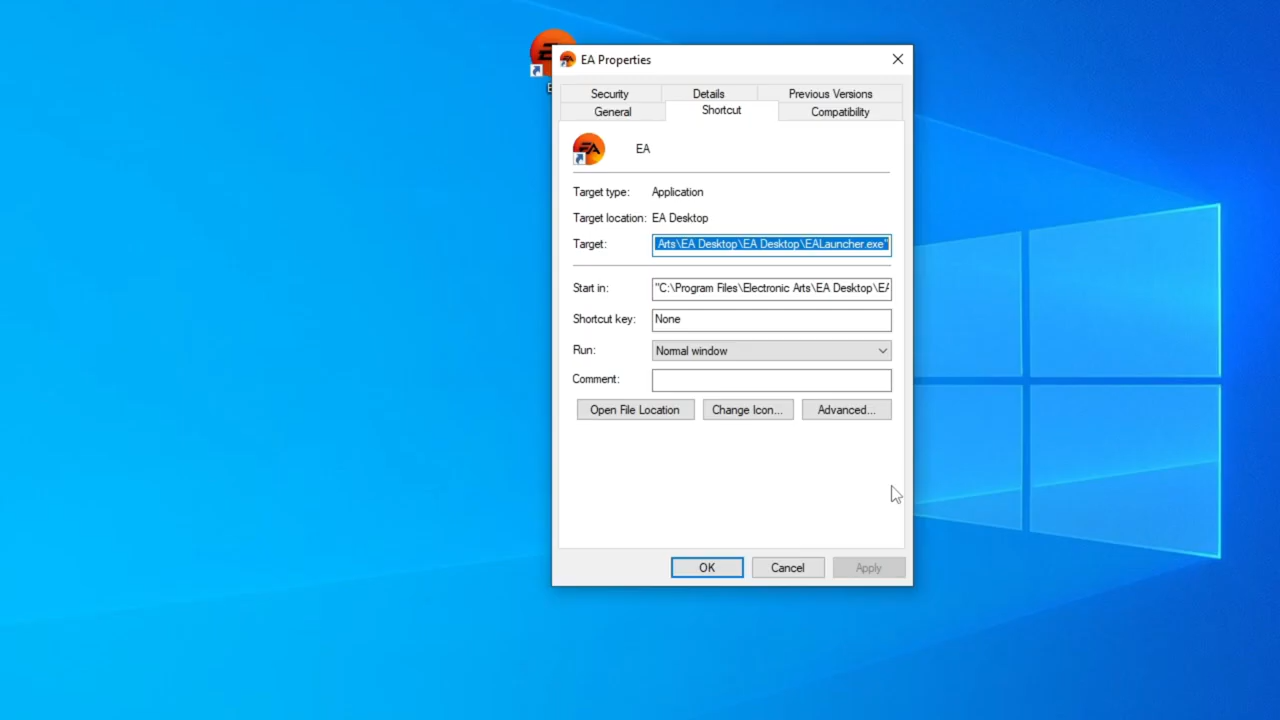 EA Properties
Security Details Previous Versions
General Shortcut Compatibility
EA
EA
Target type: Application
Target location: EA Desktop
Target: Arts\EA Desktop\EA Desktop\EALauncher.exe"
Start in: "C:\Program Files\Electronic Arts\EA Desktop\EA
Shortcut key: None
Run: Normal window
Comment:
Open File Location Change Icon... Advanced...
OK Cancel Apply